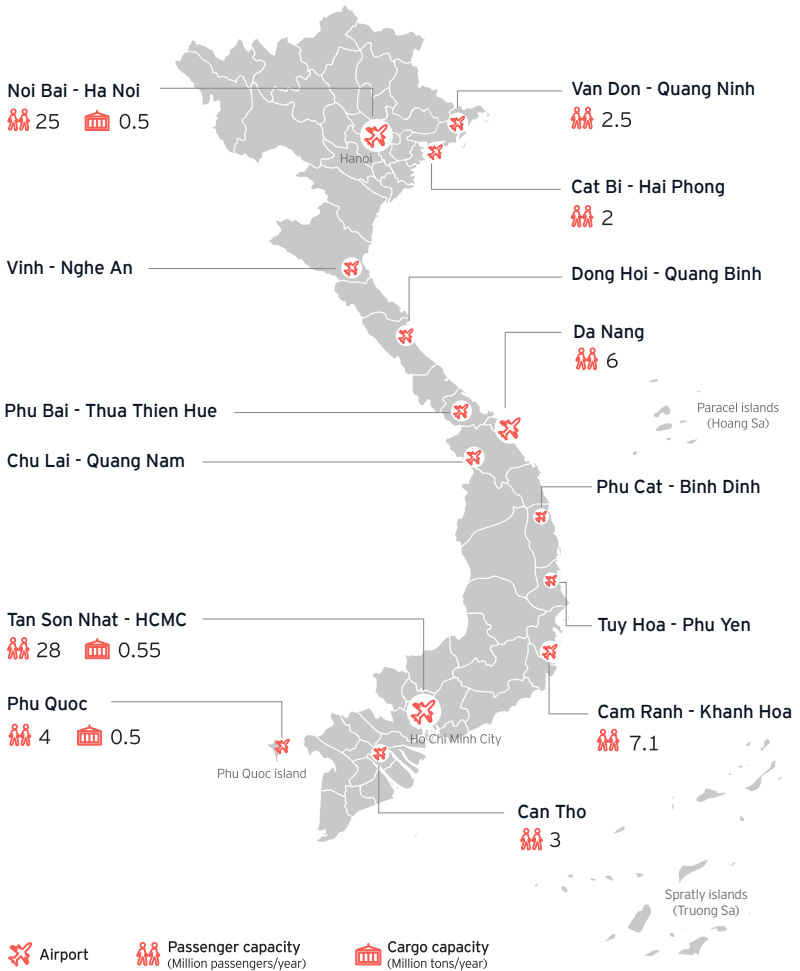 Noi Bai - Ha Noi
25 0.5
Van Don - Quang Ninh
2.5
Hanoi
Cat Bi - Hai Phong
2
Vinh - Nghe An
Dong Hoi - Quang Binh
Da Nang
6
Phu Bai - Thua Thien Hue
Paracel islands
(Hoang Sa)
Chu Lai - Quang Nam
Phu Cat - Binh Dinh
Tan Son Nhat - HCMC
28 0.55
Tuy Hoa - Phu Yen
Phu Quoc
4 0.5
Cam Ranh - Khanh Hoa
7.1
Ho Chi Minh City
Phu Quoc island
Can Tho
3
Spratly islands
(Truong Sa)
Airport
Passenger capacity
(Million passengers/year)
Cargo capacity
(Million tons/year)